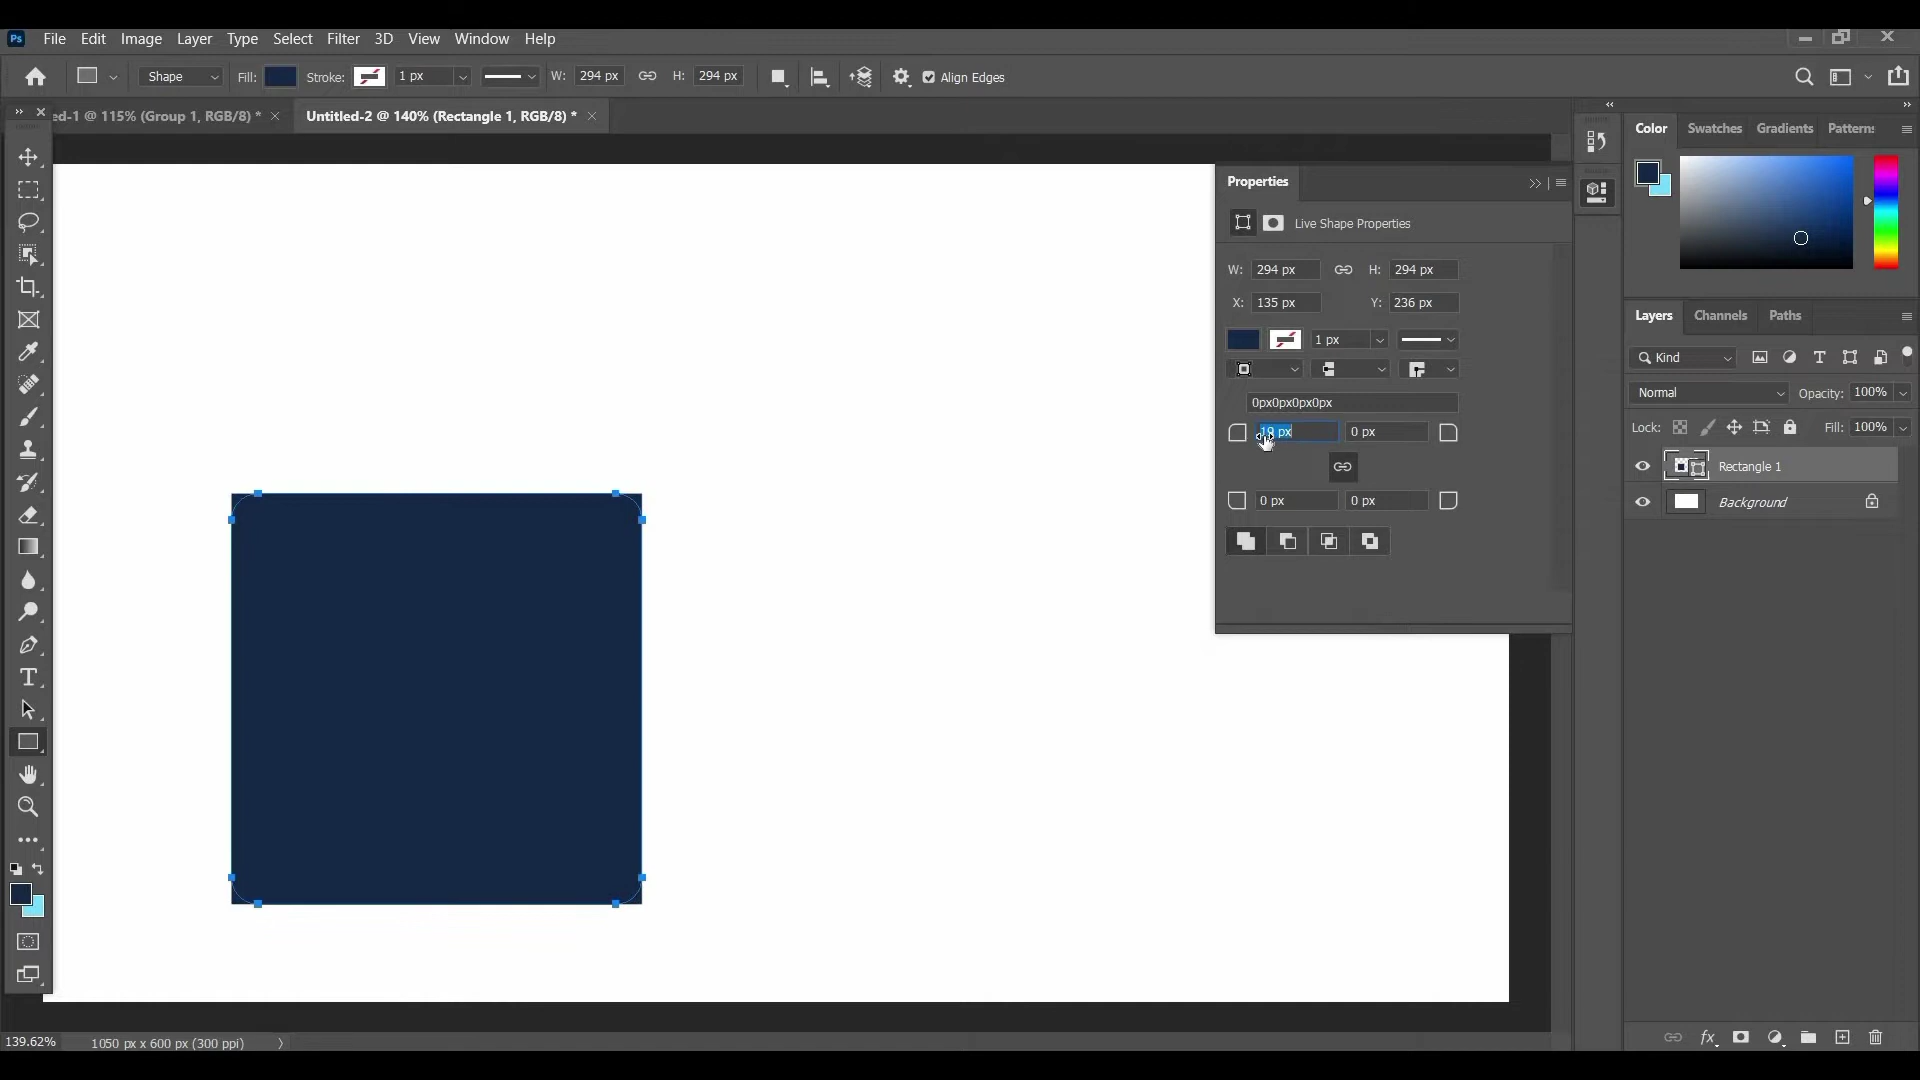 Ps File Edit Image Layer Type Select Filter 3D View Window Help
Shape Fill: Stroke: 1 px W: 294 px H: 294 px Align Edges
ed-1 @ 115% (Group 1, RGB/8) * Untitled-2 @ 140% (Rectangle 1, RGB/8) *
Color Swatches Gradients Patterns
Properties
Live Shape Properties
W: 294 px H: 294 px
X: 135 px Y: 236 px
1 px
0px0px0px0px
19 px 0 px
0 px 0 px
Layers Channels Paths
Kind
Normal Opacity: 100%
Lock: Fill: 100%
Rectangle 1
Background
139.62% 1050 px x 600 px (300 ppi)